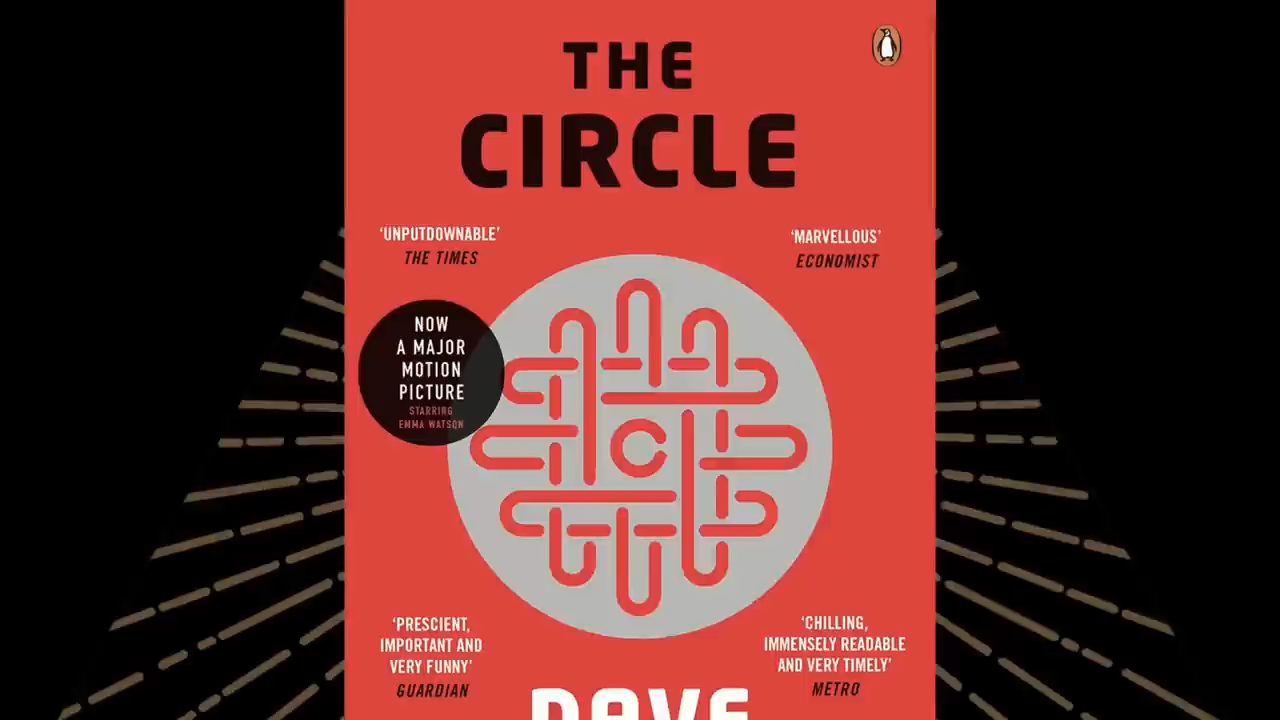 THE
CIRCLE
'UNPUTDOWNABLE'
THE TIMES
'MARVELLOUS'
ECONOMIST
NOW
A MAJOR
MOTION
PICTURE
STARRING
EMMA WATSON
C
'PRESCIENT,
IMPORTANT AND
VERY FUNNY'
GUARDIAN
'CHILLING,
IMMENSELY READABLE
AND VERY TIMELY'
METRO
DAVE